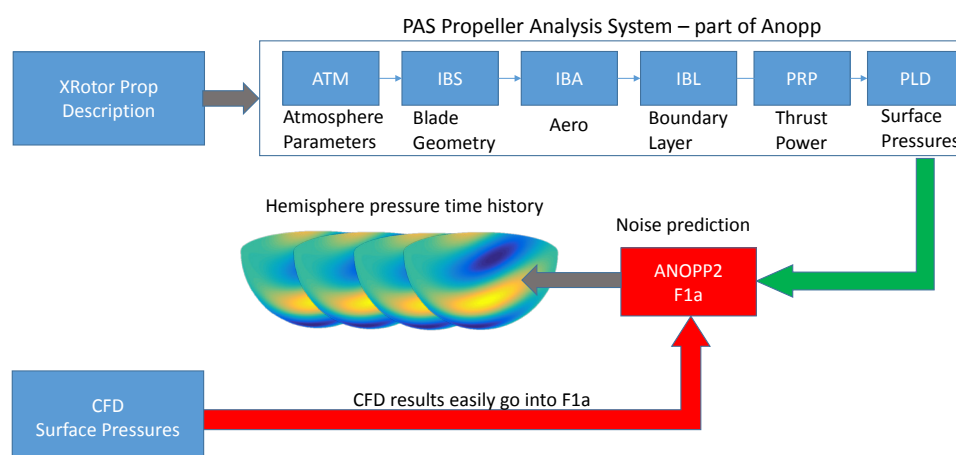 PAS Propeller Analysis System – part of Anopp
XRotor Prop
Description
ATM
IBS
IBA
IBL
PRP
PLD
Atmosphere
Parameters
Blade
Geometry
Aero
Boundary
Layer
Thrust
Power
Surface
Pressures
Hemisphere pressure time history
Noise prediction
ANOPP2
F1a
CFD results easily go into F1a
CFD
Surface Pressures